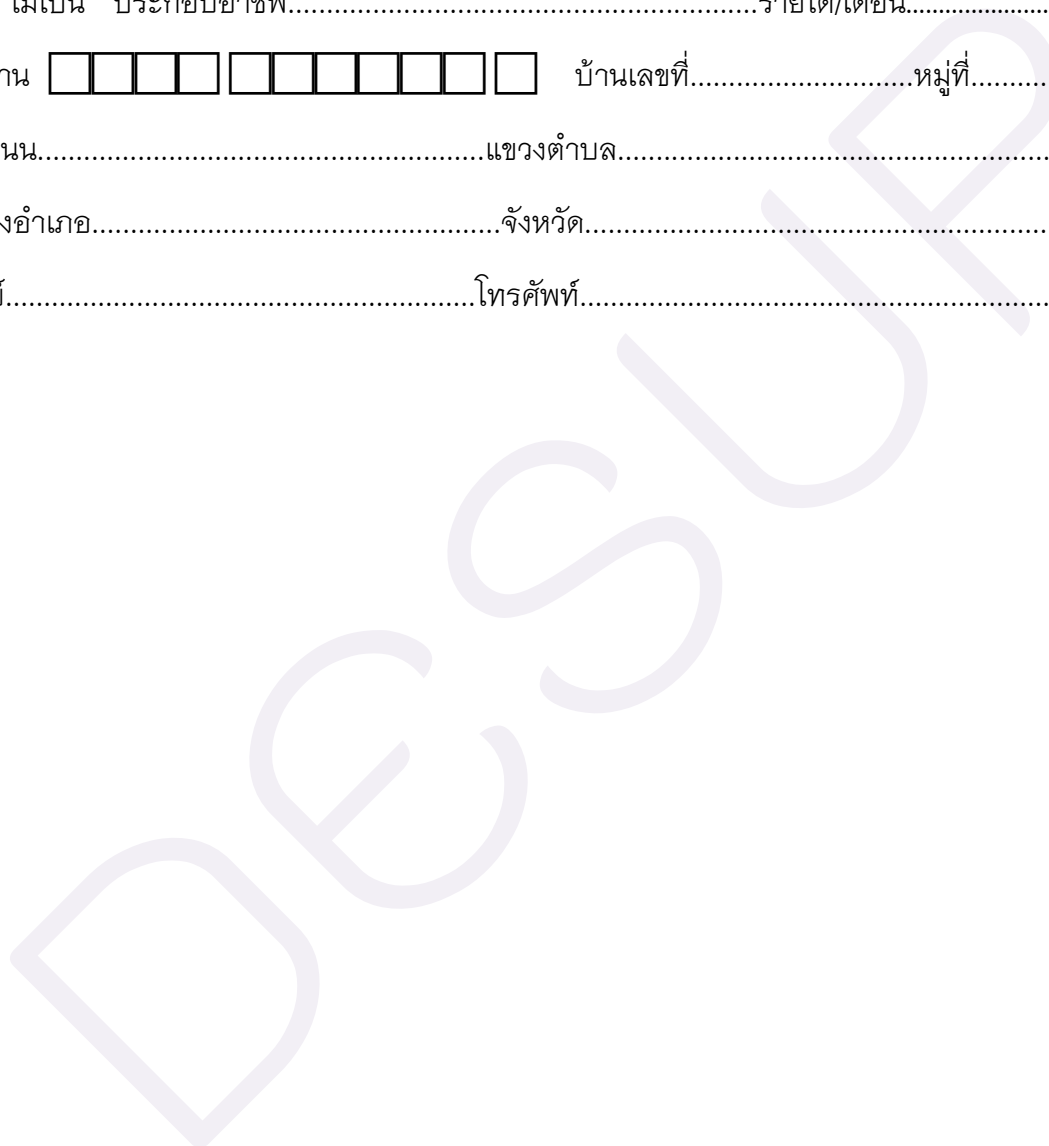 ไม่เป็น ประกอบอาชีพ............................................................รายได้/เดือน.......................
าน บ้านเลขที่.............................หมู่ที่..........
นน..........................................................แขวงตำบล........................................................
งอำเภอ.....................................................จังหวัด............................................................
์.............................................................โทรศัพท์.............................................................
DESUP